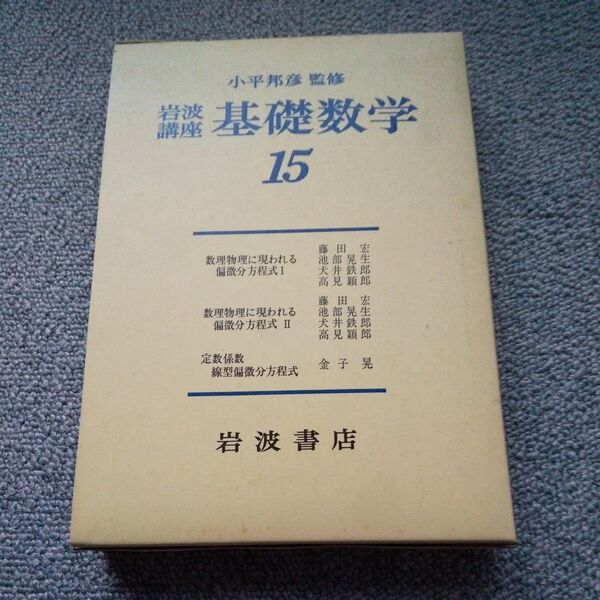 小平邦彦 監修
岩波講座 基礎数学
15
数理物理に現われる
偏微分方程式 I
藤田宏
池部晃生
犬井鉄郎
高見穎郎
数理物理に現われる
偏微分方程式 II
藤田宏
池部晃生
犬井鉄郎
高見穎郎
定数係数
線型偏微分方程式
金子晃
岩波書店